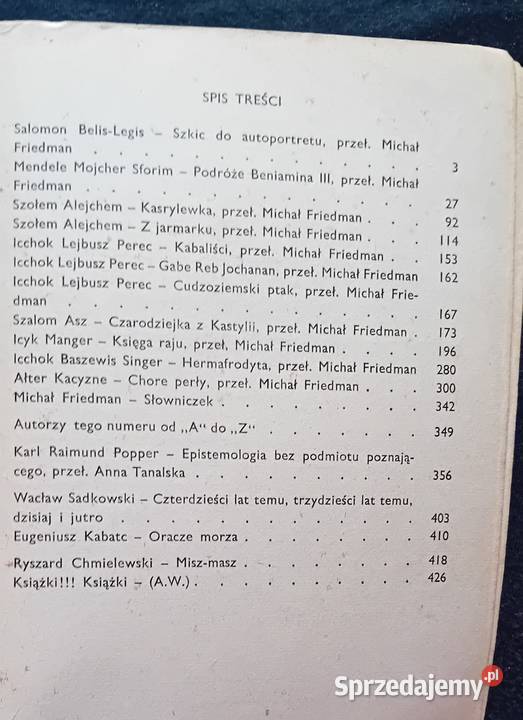 SPIS TREŚCI
Salomon Belis-Legis – Szkic do autoportretu, przeł. Michał
Friedman . . . . . . . . . . . . . 3
Mendele Mojcher Sforim – Podróże Beniamina III, przeł. Michał
Friedman . . . . . . . . . . . . . 27
Szołem Alejchem – Kasrylewka, przeł. Michał Friedman . . . 92
Szołem Alejchem – Z jarmarku, przeł. Michał Friedman . . . 114
Icchok Lejbusz Perec – Kabaliści, przeł. Michał Friedman . . 153
Icchok Lejbusz Perec – Gabe Reb Jochanan, przeł. Michał Friedman 162
Icchok Lejbusz Perec – Cudzoziemski ptak, przeł. Michał Frie-
dman . . . . . . . . . . . . . . 167
Szalom Asz – Czarodziejka z Kastylii, przeł. Michał Friedman . 173
Icyk Manger – Księga raju, przeł, Michał Friedman . . . . 196
Icchok Baszewis Singer – Hermafrodyta, przeł. Michał Friedman 280
Ałter Kacyzne – Chore perły, przeł. Michał Friedman . . . 300
Michał Friedman – Słowniczek . . . . . . . . 342
Autorzy tego numeru od „A" do „Z" . . . . . . . 349
Karl Raimund Popper – Epistemologia bez podmiotu poznają-
cego, przeł. Anna Tanalska . . . . . . . . . 356
Wacław Sadkowski – Czterdzieści lat temu, trzydzieści lat temu,
dzisiaj i jutro . . . . . . . . . . . . 403
Eugeniusz Kabatc – Oracze morza . . . . . . . 410
Ryszard Chmielewski – Misz-masz . . . . . . . 418
Książki!!! Książki – (A.W.) . . . . . . . . . 426
Sprzedajemy.pl